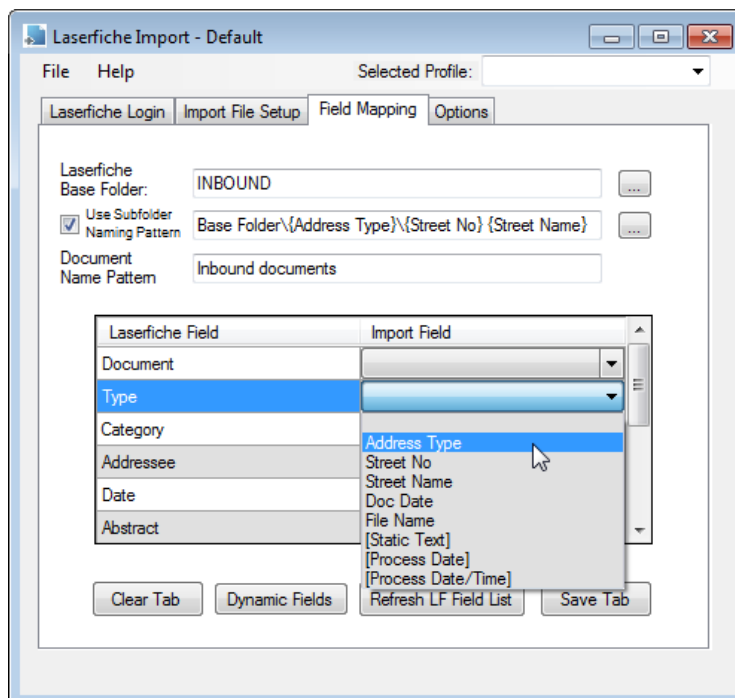 Laserfiche Import - Default
File Help Selected Profile:
Laserfiche Login Import File Setup Field Mapping Options
Laserfiche
Base Folder:
INBOUND
...
Use Subfolder
Naming Pattern
Base Folder\{Address Type}\{Street No} {Street Name}
...
Document
Name Pattern
Inbound documents
Laserfiche Field Import Field
Document
Type
Category
Addressee
Date
Abstract
Address Type
Street No
Street Name
Doc Date
File Name
[Static Text]
[Process Date]
[Process Date/Time]
Clear Tab Dynamic Fields Refresh LF Field List Save Tab